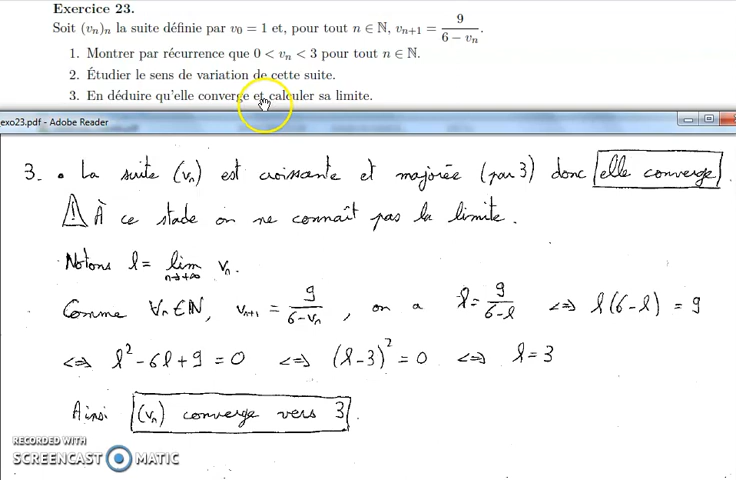 Exercice 23.
Soit (vₙ)ₙ la suite définie par v₀ = 1 et, pour tout n ∈ ℕ, vₙ₊₁ = 9/(6 − vₙ).
1. Montrer par récurrence que 0 < vₙ < 3 pour tout n ∈ ℕ.
2. Étudier le sens de variation de cette suite.
3. En déduire qu'elle converge et calculer sa limite.
exo23.pdf - Adobe Reader
3. • La suite (vₙ) est croissante et majorée (par 3) donc elle converge
⚠ À ce stade on ne connaît pas la limite.
· Notons l = lim_{n→+∞} vₙ.
Comme ∀n∈ℕ, vₙ₊₁ = 9/(6−vₙ), on a l = 9/(6−l) ⟺ l(6−l) = 9
⟺ l² − 6l + 9 = 0 ⟺ (l−3)² = 0 ⟺ l = 3
Ainsi (vₙ) converge vers 3.
RECORDED WITH
SCREENCAST MATIC